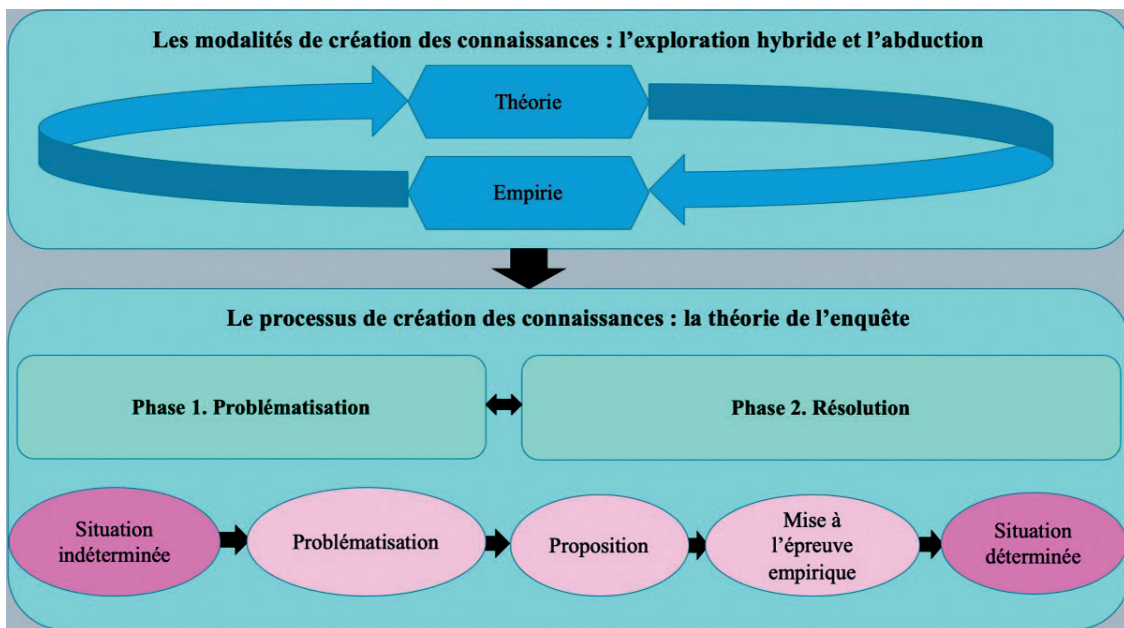 Les modalités de création des connaissances : l’exploration hybride et l’abduction
Théorie
Empirie
Le processus de création des connaissances : la théorie de l’enquête
Phase 1. Problématisation
Phase 2. Résolution
Situation
indéterminée
Problématisation
Proposition
Mise à
l’épreuve
empirique
Situation
déterminée